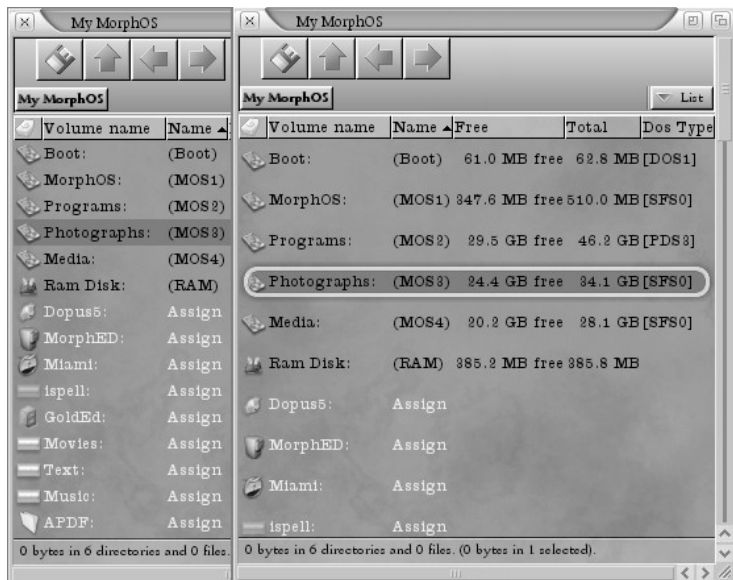 My MorphOS
My MorphOS
Volume name Name
Boot: (Boot)
MorphOS: (MOS1)
Programs: (MOS2)
Photographs: (MOS3)
Media: (MOS4)
Ram Disk: (RAM)
Dopus5: Assign
MorphED: Assign
Miami: Assign
ispell: Assign
GoldEd: Assign
Movies: Assign
Text: Assign
Music: Assign
APDF: Assign
0 bytes in 6 directories and 0 files.
My MorphOS
My MorphOS List
Volume name Name Free Total Dos Type
Boot: (Boot) 61.0 MB free 62.8 MB [DOS1]
MorphOS: (MOS1) 347.6 MB free 510.0 MB [SFS0]
Programs: (MOS2) 29.5 GB free 46.2 GB [PDS3]
Photographs: (MOS3) 24.4 GB free 34.1 GB [SFS0]
Media: (MOS4) 20.2 GB free 28.1 GB [SFS0]
Ram Disk: (RAM) 385.2 MB free 385.8 MB
Dopus5: Assign
MorphED: Assign
Miami: Assign
ispell: Assign
0 bytes in 6 directories and 0 files. (0 bytes in 1 selected).